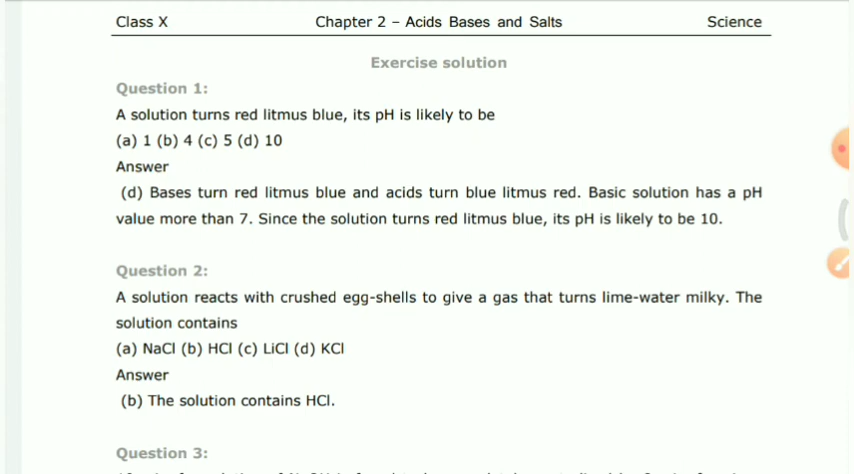 Class X Chapter 2 – Acids Bases and Salts Science
Exercise solution
Question 1:
A solution turns red litmus blue, its pH is likely to be
(a) 1 (b) 4 (c) 5 (d) 10
Answer
(d) Bases turn red litmus blue and acids turn blue litmus red. Basic solution has a pH
value more than 7. Since the solution turns red litmus blue, its pH is likely to be 10.
Question 2:
A solution reacts with crushed egg-shells to give a gas that turns lime-water milky. The
solution contains
(a) NaCl (b) HCl (c) LiCl (d) KCl
Answer
(b) The solution contains HCl.
Question 3: